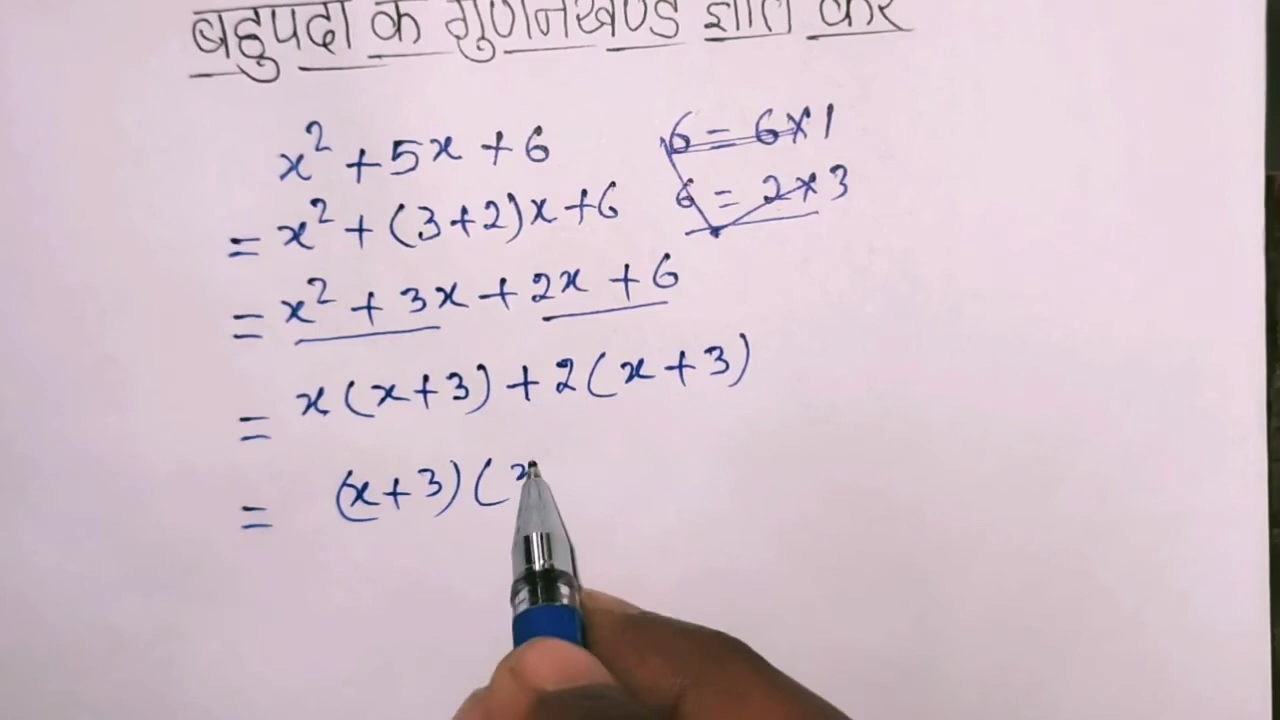 बहुपदों के गुणनखण्ड ज्ञात करें
x² + 5x + 6
6 = 6 × 1
= x² + (3+2)x + 6
6 = 2 × 3
= x² + 3x + 2x + 6
= x(x+3) + 2(x+3)
= (x+3)(x